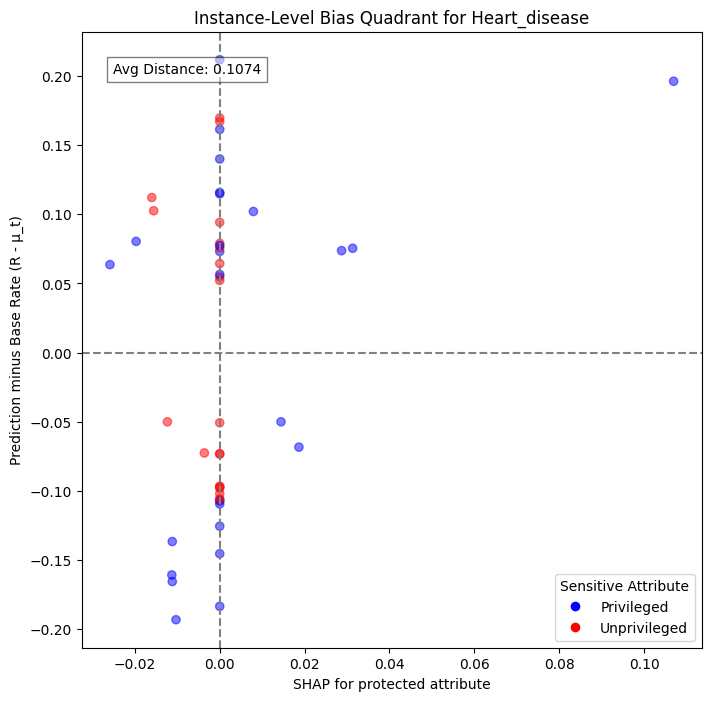 Instance-Level Bias Quadrant for Heart_disease
Avg Distance: 0.1074
Prediction minus Base Rate (R - μ_t)
0.20
0.15
0.10
0.05
0.00
−0.05
−0.10
−0.15
−0.20
Sensitive Attribute
Privileged
Unprivileged
−0.02
0.00
0.02
0.04
0.06
0.08
0.10
SHAP for protected attribute